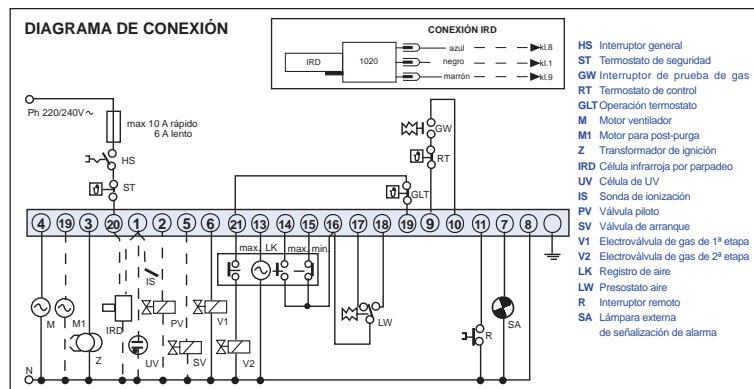 DIAGRAMA DE CONEXIÓN
CONEXIÓN IRD
IRD
1020
azul
kl.8
negro
kl.1
marrón
kl.9
Ph 220/240V ~
max 10 A rápido
6 A lento
HS
ST
GW
RT
GLT
4 19 3 20 1 2 5 6 21 13 14 15 16 17 18 19 9 10 11 7 8
max. LK max. min.
IS
M
M1
Z
IRD
UV
PV
SV
V1
V2
LW
R
SA
N
HS Interruptor general
ST Termostato de seguridad
GW Interruptor de prueba de gas
RT Termostato de control
GLT Operación termostato
M Motor ventilador
M1 Motor para post-purga
Z Transformador de ignición
IRD Célula infrarroja por parpadeo
UV Célula de UV
IS Sonda de ionización
PV Válvula piloto
SV Válvula de arranque
V1 Electroválvula de gas de 1ª etapa
V2 Electroválvula de gas de 2ª etapa
LK Registro de aire
LW Presostato aire
R Interruptor remoto
SA Lámpara externa
de señalización de alarma